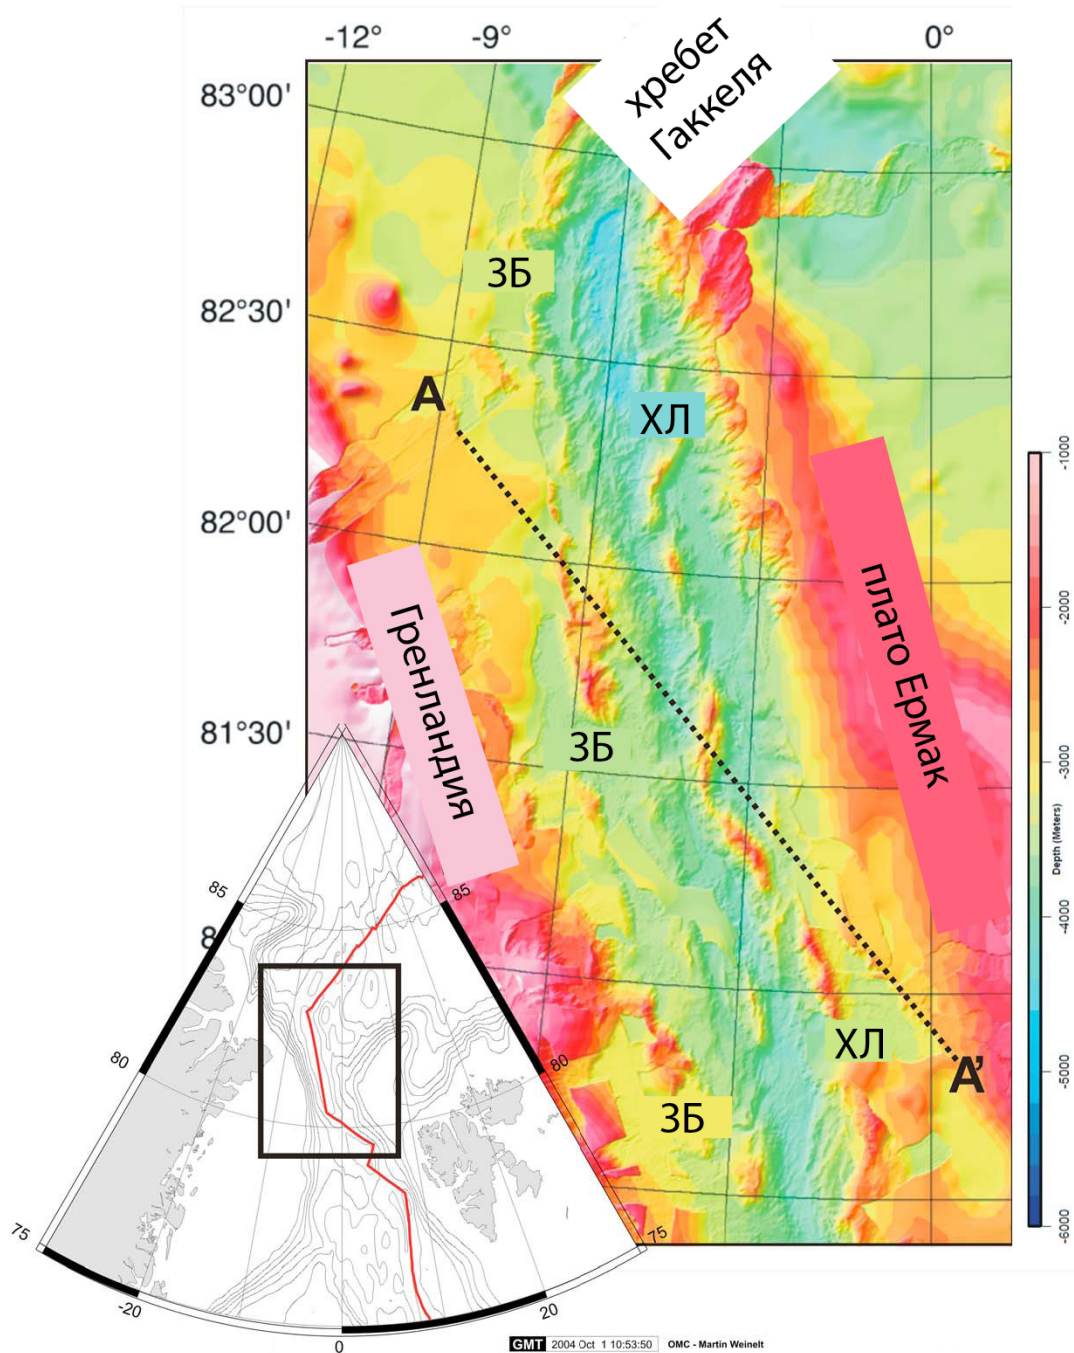 -12°
-9°
0°
хребет
Гаккеля
83°00'
ЗБ
82°30'
A
ХЛ
82°00'
Гренландия
плато Ермак
81°30'
ЗБ
-1000
-2000
-3000
-4000
-5000
-6000
Depth (Meters)
85
85
8
80
80
ХЛ
A'
ЗБ
75
75
-20
0
20
GMT 2004 Oct 1 10:53:50 OMC - Martin Weinelt